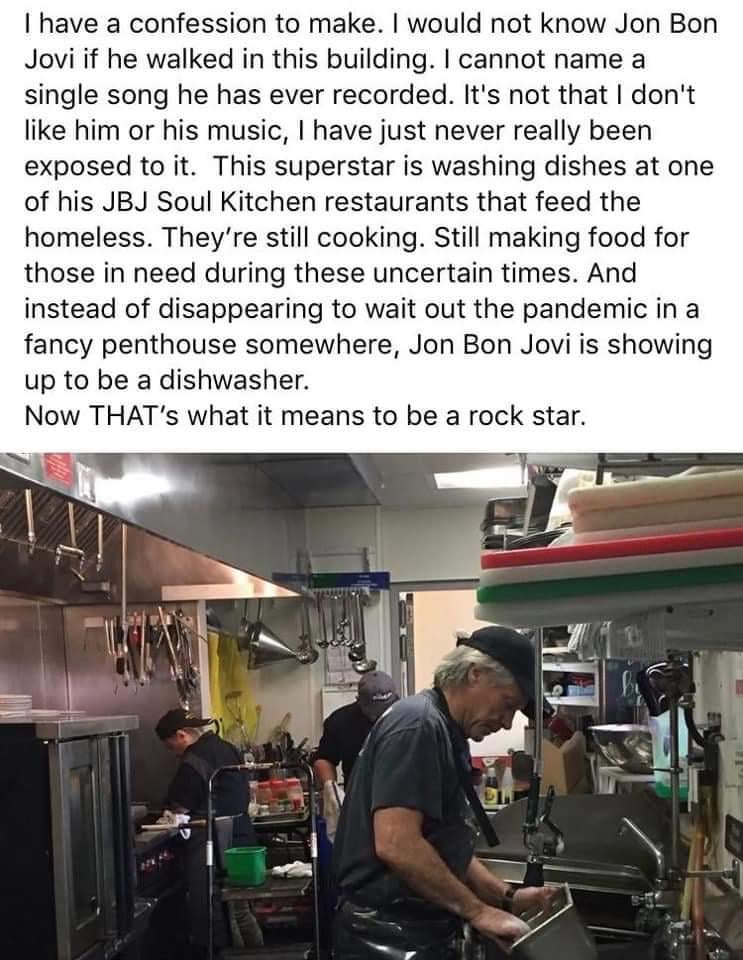 I have a confession to make. I would not know Jon Bon
Jovi if he walked in this building. I cannot name a
single song he has ever recorded. It's not that I don't
like him or his music, I have just never really been
exposed to it.  This superstar is washing dishes at one
of his JBJ Soul Kitchen restaurants that feed the
homeless. They’re still cooking. Still making food for
those in need during these uncertain times. And
instead of disappearing to wait out the pandemic in a
fancy penthouse somewhere, Jon Bon Jovi is showing
up to be a dishwasher.
Now THAT’s what it means to be a rock star.